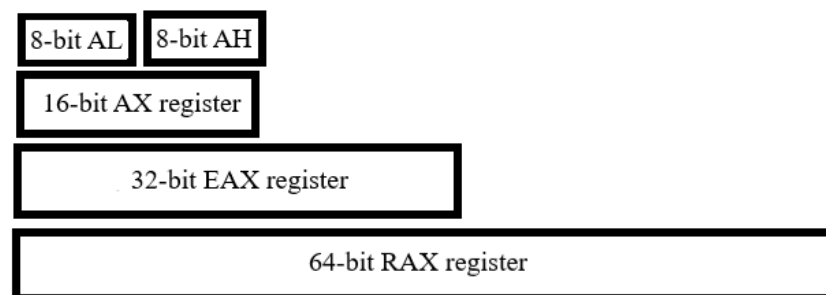 8-bit AL 8-bit AH
16-bit AX register
32-bit EAX register
64-bit RAX register